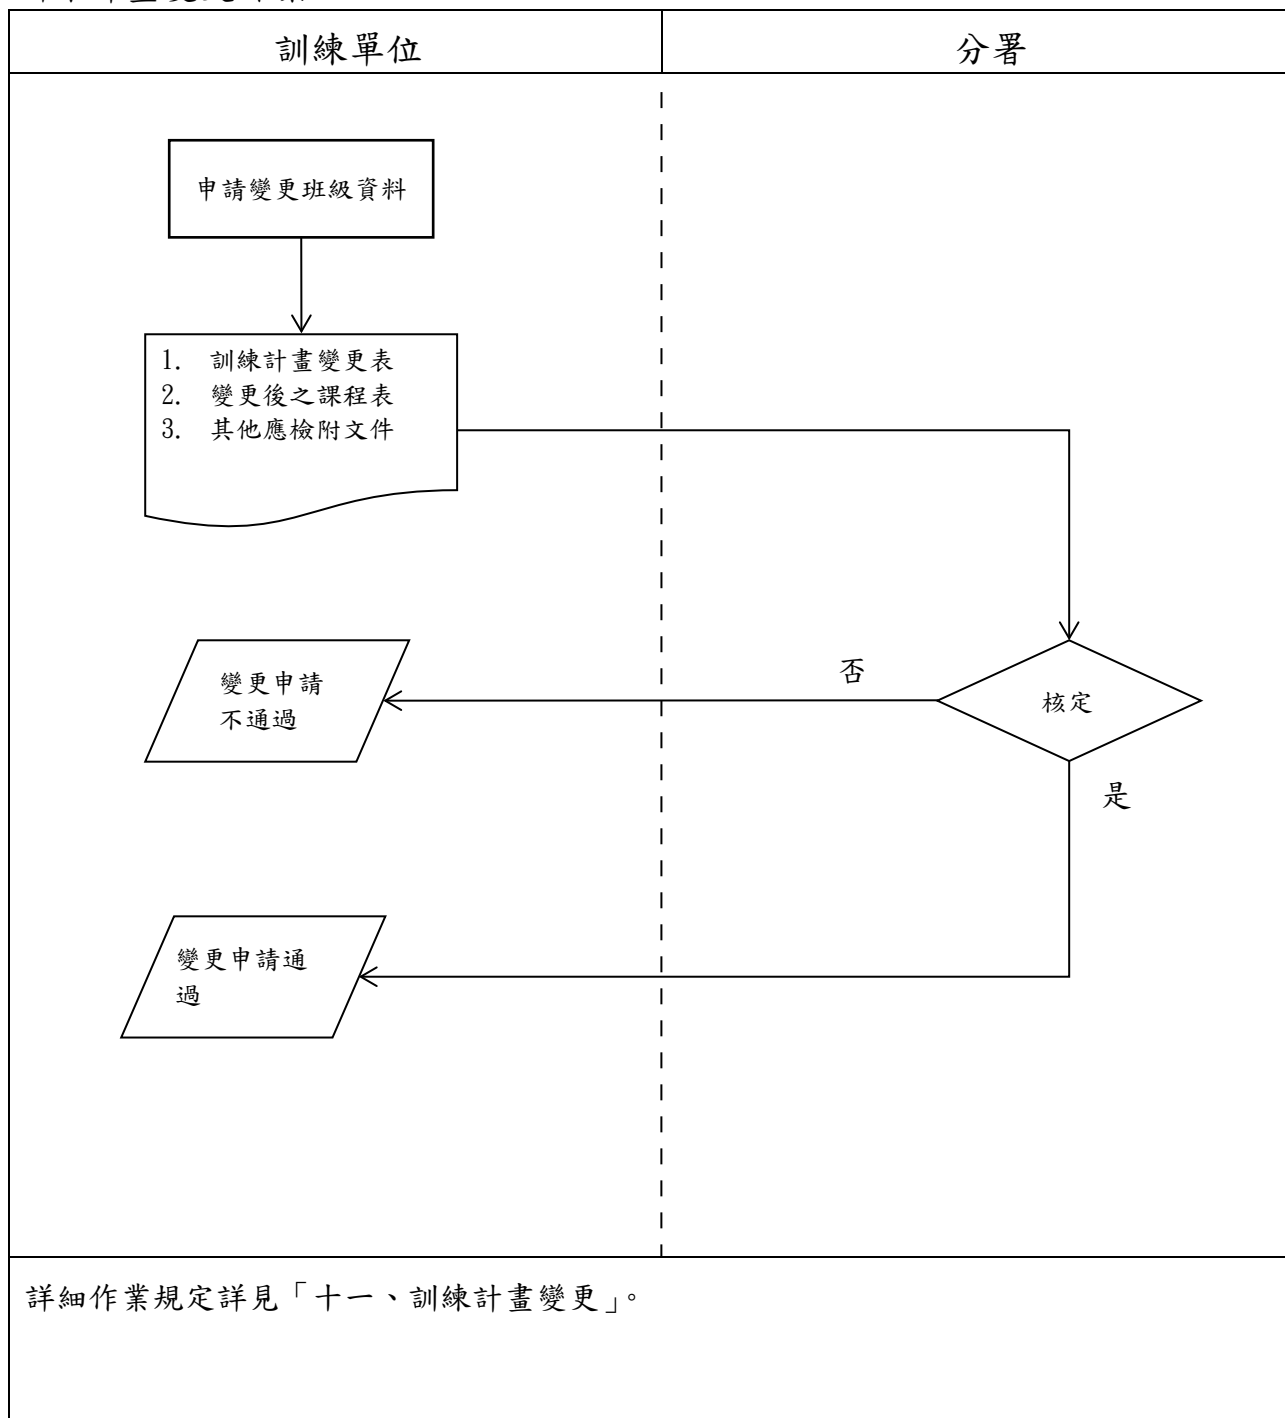 訓練單位
分署
申請變更班級資料
1. 訓練計畫變更表
2. 變更後之課程表
3. 其他應檢附文件
否
變更申請
不通過
核定
是
變更申請通
過
詳細作業規定詳見「十一、訓練計畫變更」。